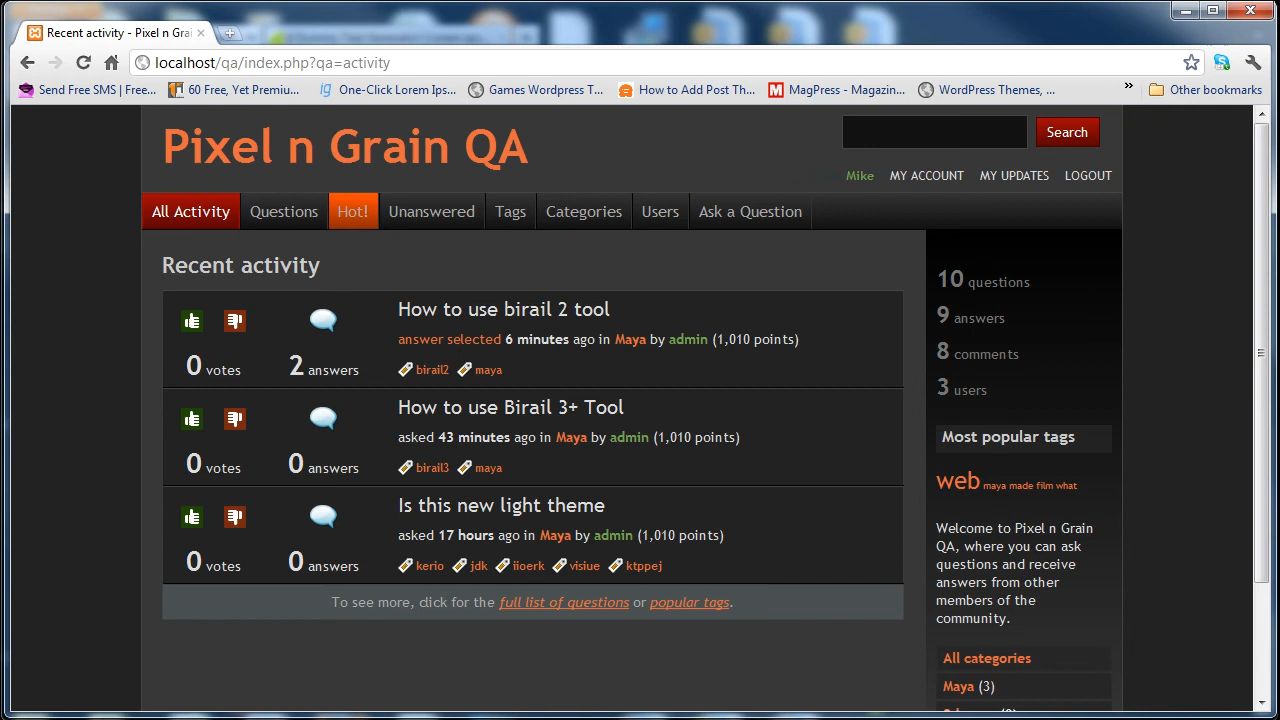 Recent activity - Pixel n Grai
localhost/qa/index.php?qa=activity
Send Free SMS | Free...
60 Free, Yet Premiu...
One-Click Lorem Ips...
Games Wordpress T...
How to Add Post Th...
MagPress - Magazin...
WordPress Themes, ...
Other bookmarks
Pixel n Grain QA
Search
Mike MY ACCOUNT MY UPDATES LOGOUT
All Activity Questions Hot! Unanswered Tags Categories Users Ask a Question
Recent activity
How to use birail 2 tool
answer selected 6 minutes ago in Maya by admin (1,010 points)
0 votes 2 answers
birail2 maya
How to use Birail 3+ Tool
asked 43 minutes ago in Maya by admin (1,010 points)
0 votes 0 answers
birail3 maya
Is this new light theme
asked 17 hours ago in Maya by admin (1,010 points)
0 votes 0 answers
kerio jdk iioerk visiue ktppej
To see more, click for the full list of questions or popular tags.
10 questions
9 answers
8 comments
3 users
Most popular tags
web maya made film what
Welcome to Pixel n Grain
QA, where you can ask
questions and receive
answers from other
members of the
community.
All categories
Maya (3)